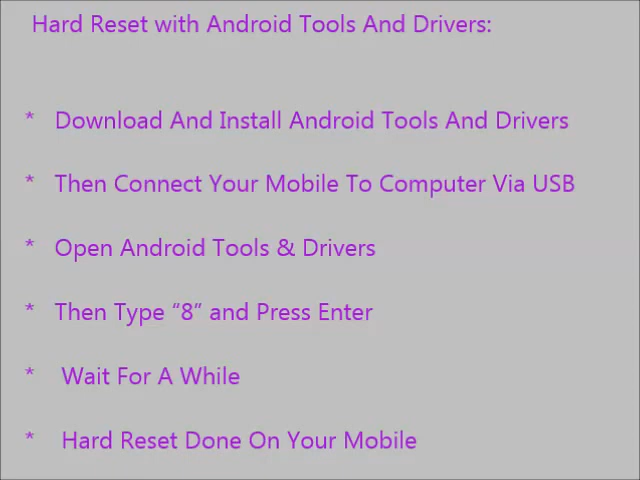 Hard Reset with Android Tools And Drivers:
* Download And Install Android Tools And Drivers
* Then Connect Your Mobile To Computer Via USB
* Open Android Tools & Drivers
* Then Type “8” and Press Enter
* Wait For A While
* Hard Reset Done On Your Mobile